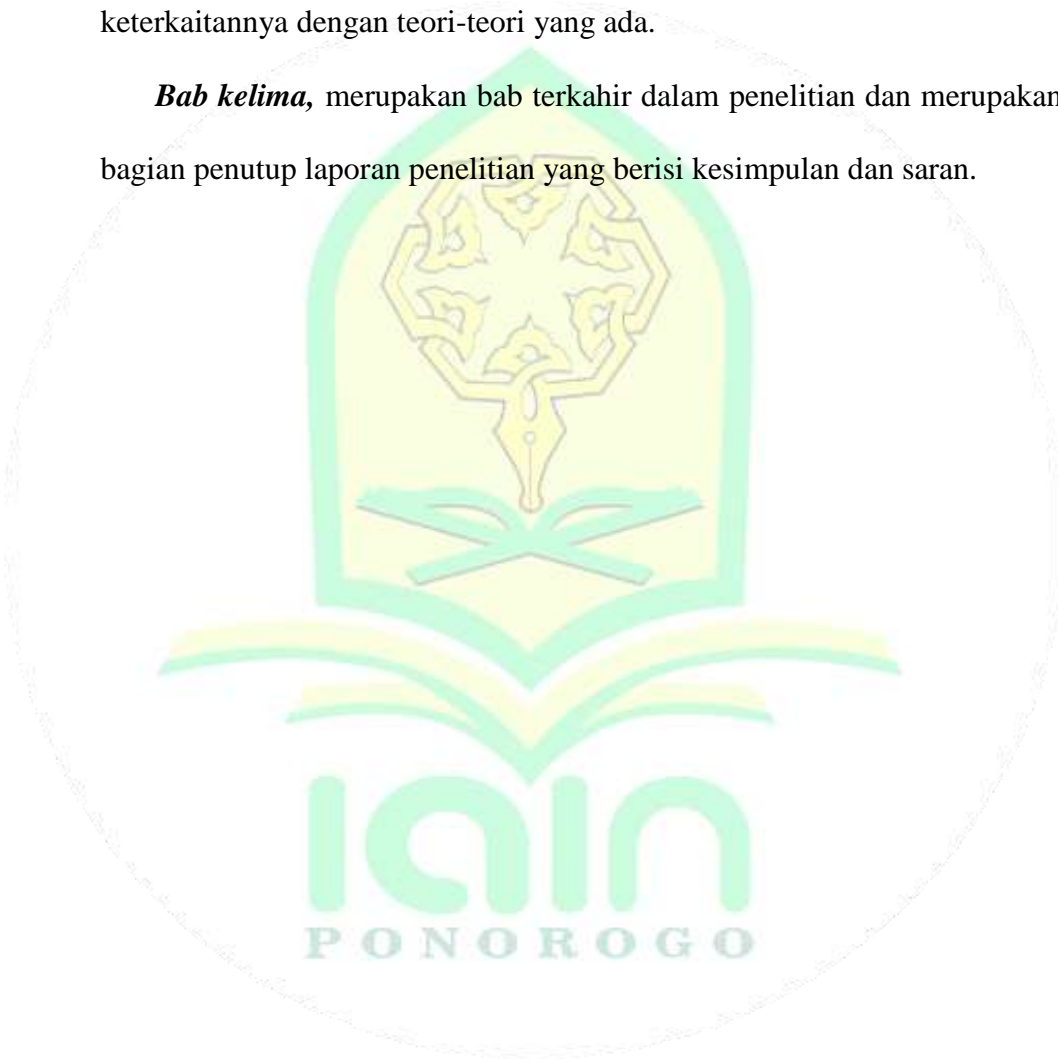 keterkaitannya dengan teori-teori yang ada.
Bab kelima, merupakan bab terkahir dalam penelitian dan merupakan
bagian penutup laporan penelitian yang berisi kesimpulan dan saran.
iain
PONOROGO